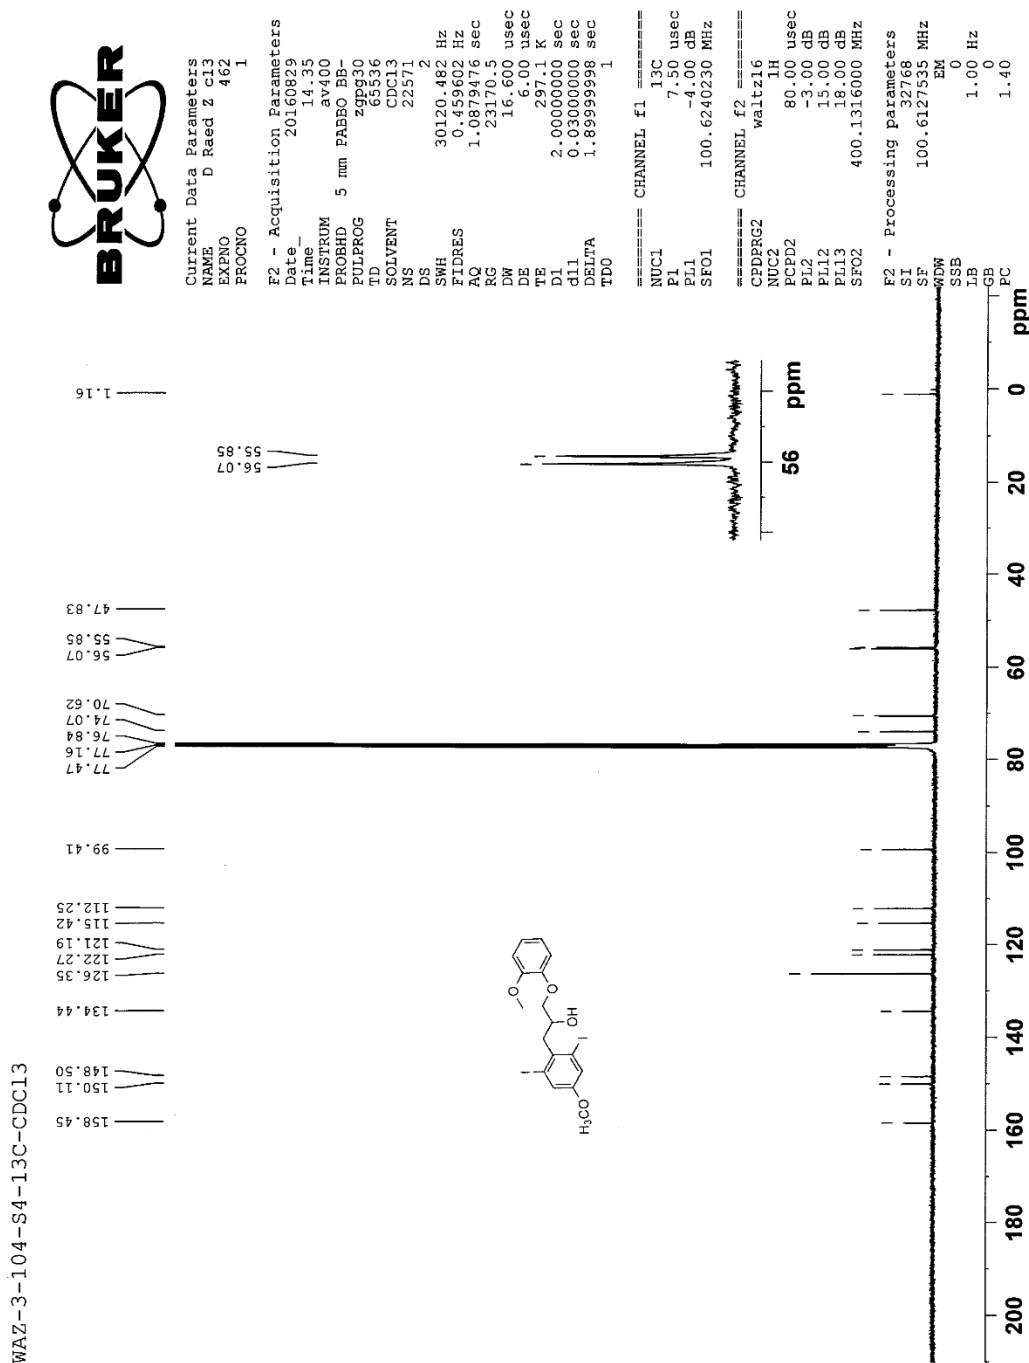 WAZ-3-104-S4-13C-CDCl3
158.45
150.11
148.50
134.44
126.35
122.27
121.19
115.42
112.25
99.41
77.47
77.16
76.84
74.07
70.62
56.07
55.85
47.83
1.16
56.07
55.85
56
ppm
H3CO
I
I
OH
O
O
200
180
160
140
120
100
80
60
40
20
0
ppm
BRUKER
Current Data Parameters
NAME D Raed Z c13
EXPNO 462
PROCNO 1
F2 - Acquisition Parameters
Date_ 20160829
Time 14.35
INSTRUM av400
PROBHD 5 mm PABBO BB-
PULPROG zgpg30
TD 65536
SOLVENT CDCl3
NS 22571
DS 2
SWH 30120.482 Hz
FIDRES 0.459602 Hz
AQ 1.0879476 sec
RG 23170.5
DW 16.600 usec
DE 6.00 usec
TE 297.1 K
D1 2.00000000 sec
d11 0.03000000 sec
DELTA 1.89999998 sec
TD0 1
======== CHANNEL f1 ========
NUC1 13C
P1 7.50 usec
PL1 -4.00 dB
SFO1 100.6240230 MHz
======== CHANNEL f2 ========
CPDPRG2 waltz16
NUC2 1H
PCPD2 80.00 usec
PL2 -3.00 dB
PL12 15.00 dB
PL13 18.00 dB
SFO2 400.1316000 MHz
F2 - Processing parameters
SI 32768
SF 100.6127535 MHz
WDW EM
SSB 0
LB 1.00 Hz
GB 0
PC 1.40